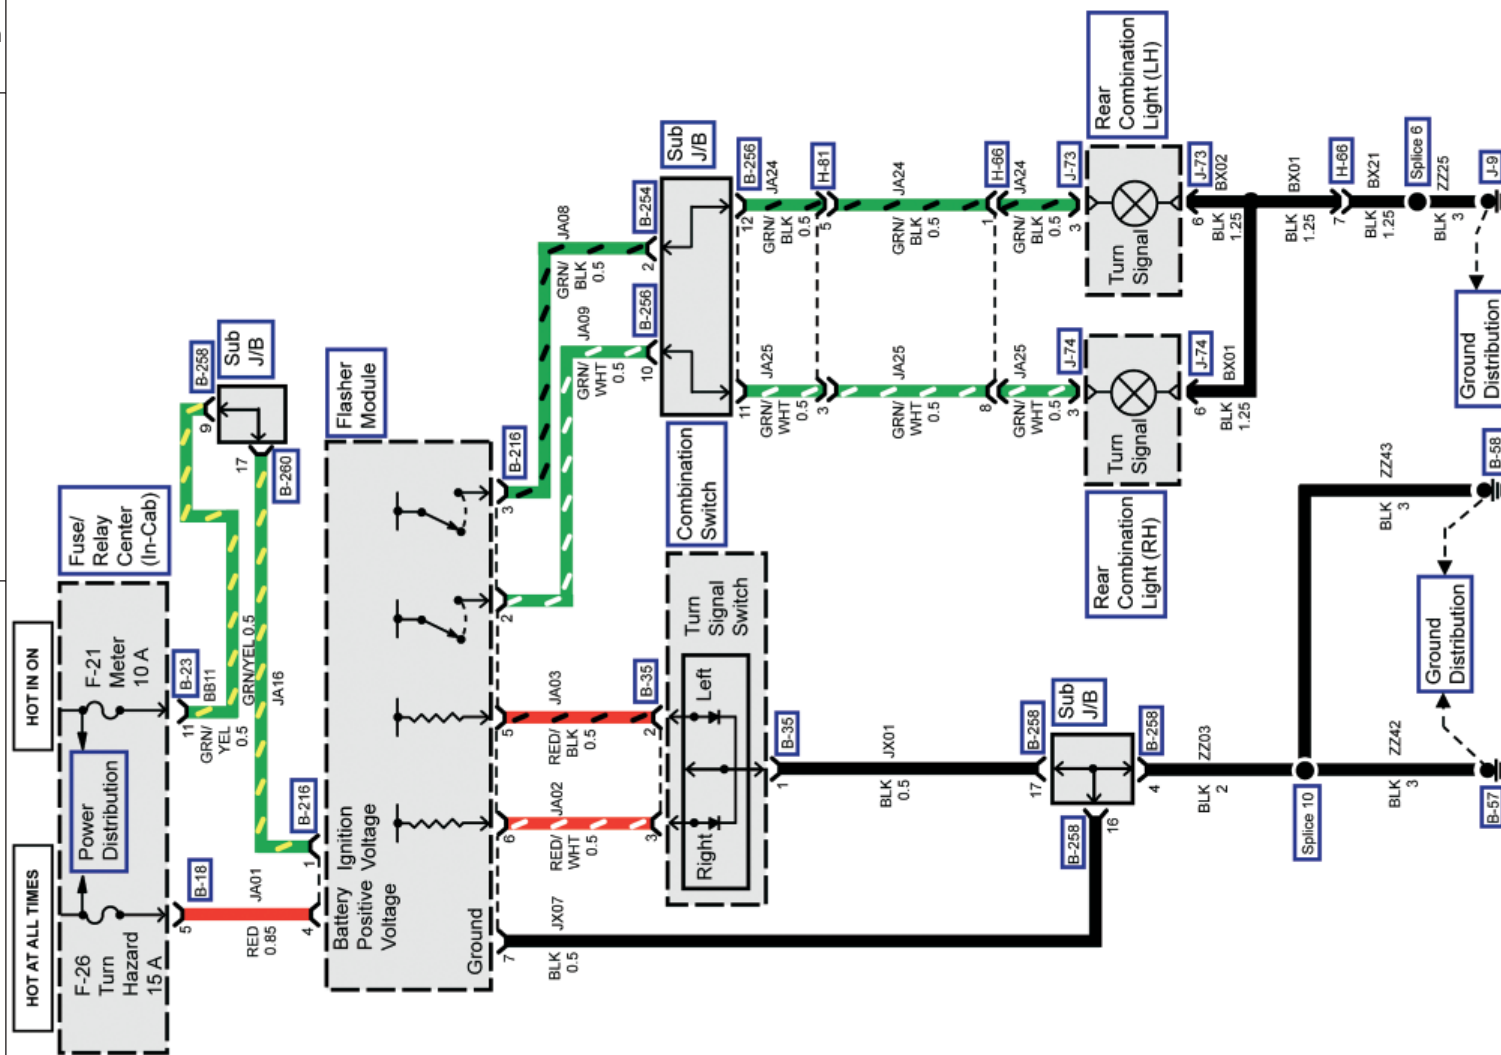 HOT AT ALL TIMES
HOT IN ON
Power
Distribution
F-26
Turn
Hazard
15 A
F-21
Meter
10 A
Fuse/
Relay
Center
(In-Cab)
5
B-18
RED
0.85
JA01
4
11
B-23
GRN/
YEL
0.5
BB11
GRN/YEL 0.5
JA16
9
B-258
Sub
J/B
17
B-260
1
B-216
Flasher
Module
Battery
Positive
Voltage
Ignition
Voltage
Ground
7
BLK
0.5
JX07
6
RED/
WHT
0.5
JA02
3
5
RED/
BLK
0.5
JA03
2
B-35
2
GRN/
WHT
0.5
JA09
10
B-256
3
B-216
GRN/
BLK
0.5
JA08
2
B-254
Sub
J/B
Combination
Switch
Turn
Signal
Switch
Right
Left
1
B-35
BLK
0.5
JX01
17
B-258
Sub
J/B
B-258
16
4
B-258
BLK
2
ZZ03
Splice 10
BLK
3
ZZ42
B-57
BLK
3
ZZ43
B-58
Ground
Distribution
11
GRN/
WHT
0.5
JA25
3
GRN/
WHT
0.5
JA25
8
GRN/
WHT
0.5
JA25
3
J-74
Turn
Signal
Rear
Combination
Light (RH)
6
J-74
BLK
1.25
BX01
12
B-256
GRN/
BLK
0.5
JA24
5
H-81
GRN/
BLK
0.5
JA24
1
H-66
GRN/
BLK
0.5
JA24
3
J-73
Turn
Signal
Rear
Combination
Light (LH)
6
J-73
BLK
1.25
BX02
BLK
1.25
BX01
7
H-66
BLK
1.25
BX21
Splice 6
BLK
3
ZZ25
J-9
Ground
Distribution